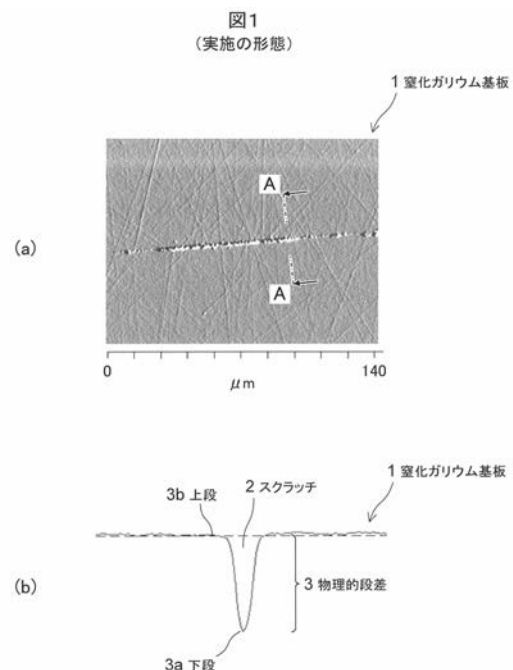 図1
(実施の形態)
1 窒化ガリウム基板
(a)
A
A
0
140
μm
1 窒化ガリウム基板
2 スクラッチ
3b 上段
(b)
3 物理的段差
3a 下段